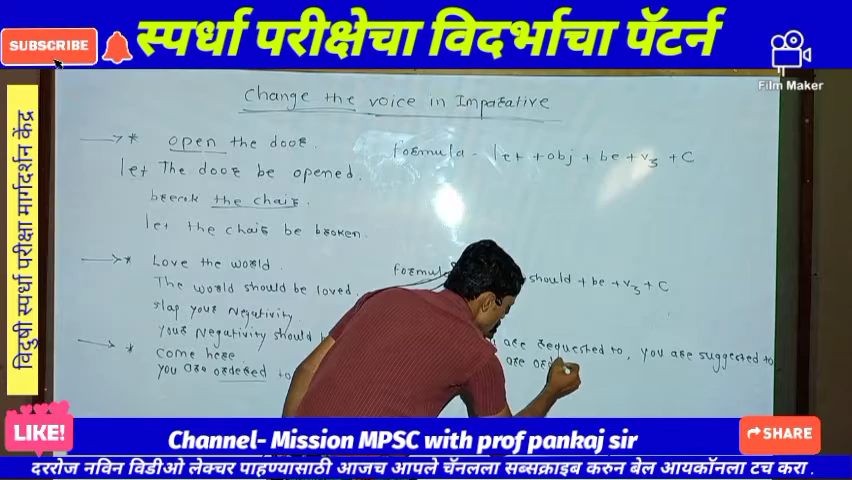 स्पर्धा परीक्षेचा विदर्भाचा पॅटर्न
SUBSCRIBE
Film Maker
विदुषी स्पर्धा परीक्षा मार्गदर्शन केंद्र
Change the voice in Imparative
* open the door.
Formula - let + obj + be + v3 + C
let The door be opened.
break the chair.
let the chair be broken.
* Love the world.
should + be + v3 + C
The world should be loved.
slap your Negativity
your Negativity should
are requested to, you are suggested to
* come here
you are ordered to
are
LIKE!
Channel- Mission MPSC with prof pankaj sir
SHARE
दररोज नविन विडीओ लेक्चर पाहण्यासाठी आजच आपले चॅनलला सब्सक्राइब करुन बेल आयकॉनला टच करा .